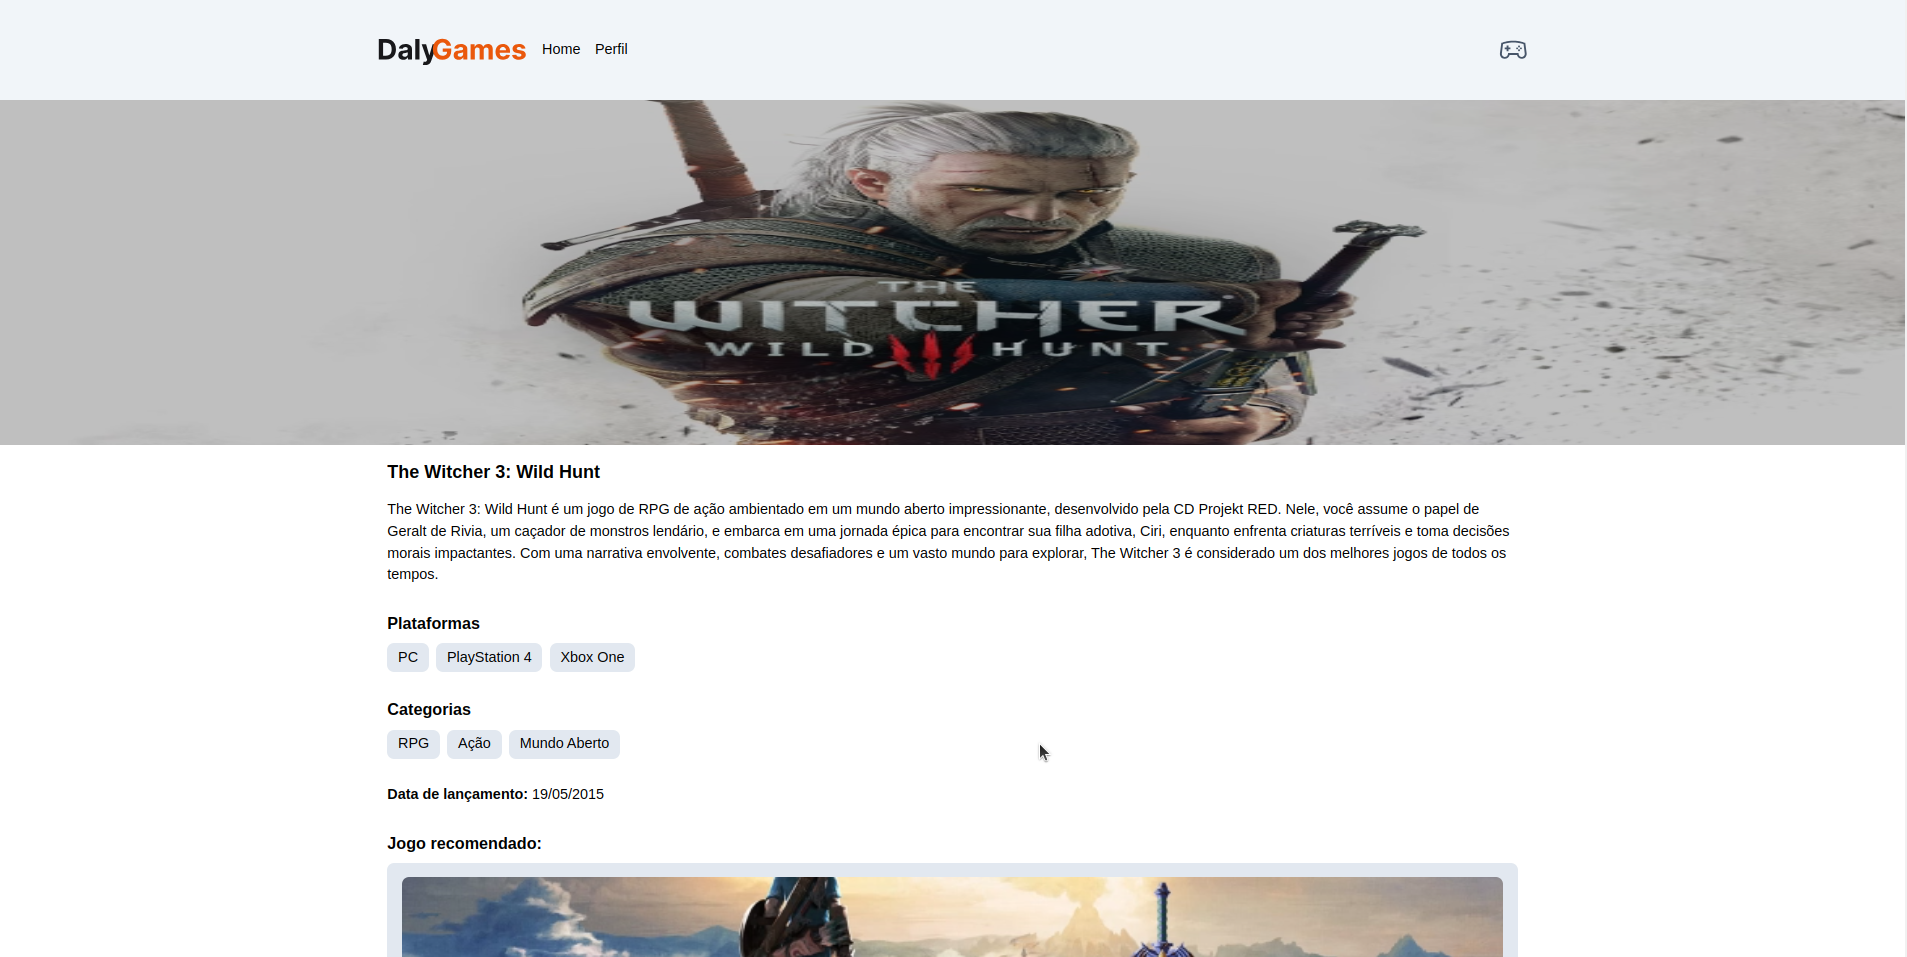 DalyGames Home Perfil
THE
WITCHER
WILD HUNT
The Witcher 3: Wild Hunt
The Witcher 3: Wild Hunt é um jogo de RPG de ação ambientado em um mundo aberto impressionante, desenvolvido pela CD Projekt RED. Nele, você assume o papel de
Geralt de Rivia, um caçador de monstros lendário, e embarca em uma jornada épica para encontrar sua filha adotiva, Ciri, enquanto enfrenta criaturas terríveis e toma decisões
morais impactantes. Com uma narrativa envolvente, combates desafiadores e um vasto mundo para explorar, The Witcher 3 é considerado um dos melhores jogos de todos os
tempos.
Plataformas
PC PlayStation 4 Xbox One
Categorias
RPG Ação Mundo Aberto
Data de lançamento: 19/05/2015
Jogo recomendado: